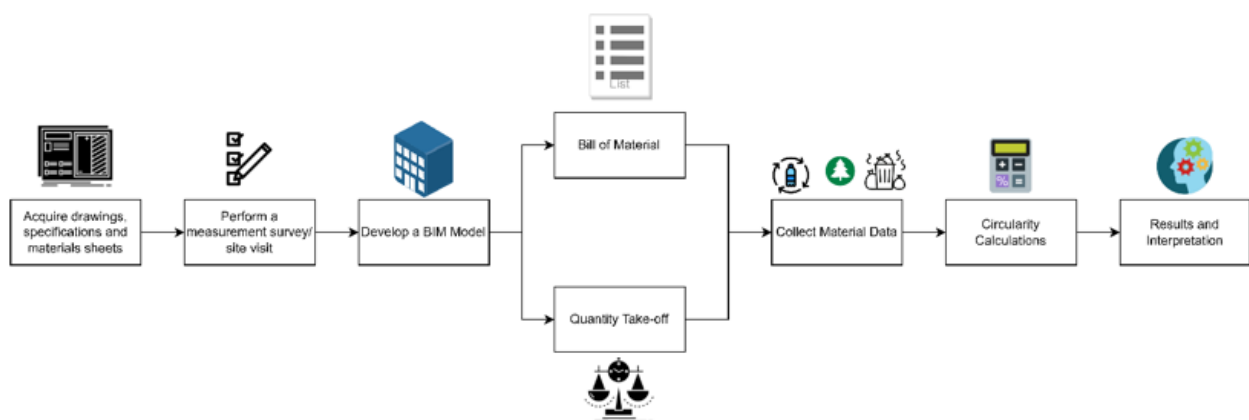 List
Bill of Material
Acquire drawings,
specifications and
materials sheets
Perform a
measurement survey/
site visit
Develop a BIM Model
Collect Material Data
Circularity
Calculations
Results and
Interpretation
Quantity Take-off